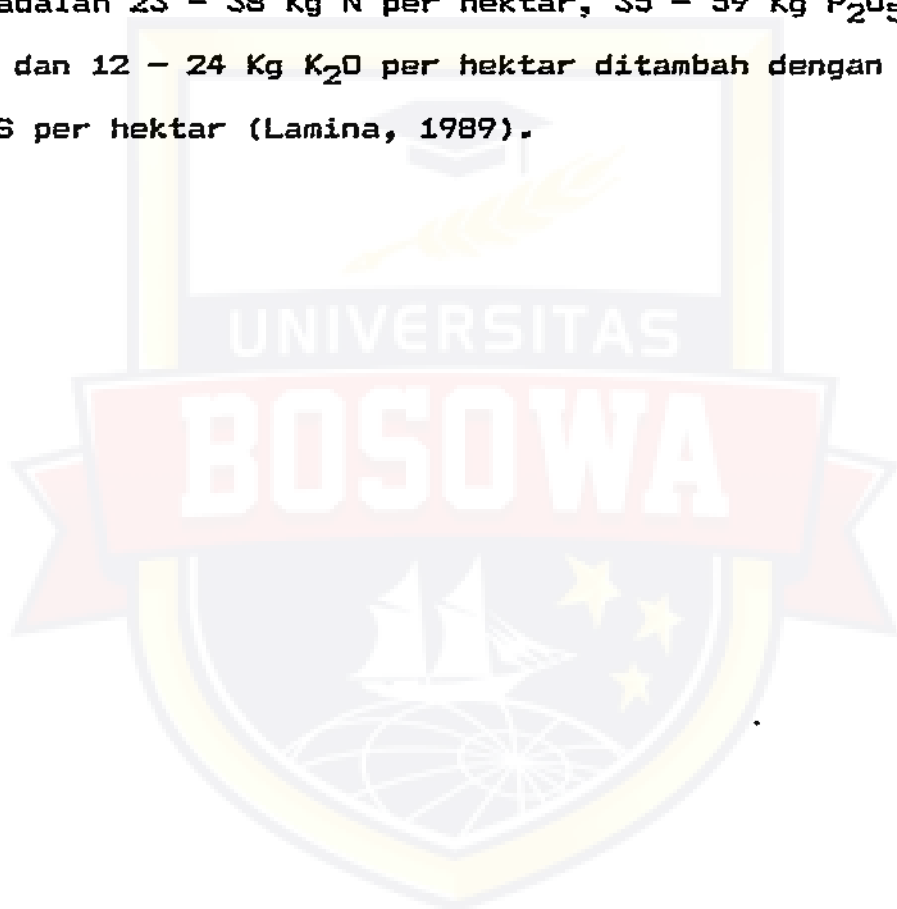 adalah 23 - 38 Kg N per hektar, 35 - 59 Kg P2O5
dan 12 - 24 Kg K2O per hektar ditambah dengan
S per hektar (Lamina, 1989).
UNIVERSITAS
BOSOWA